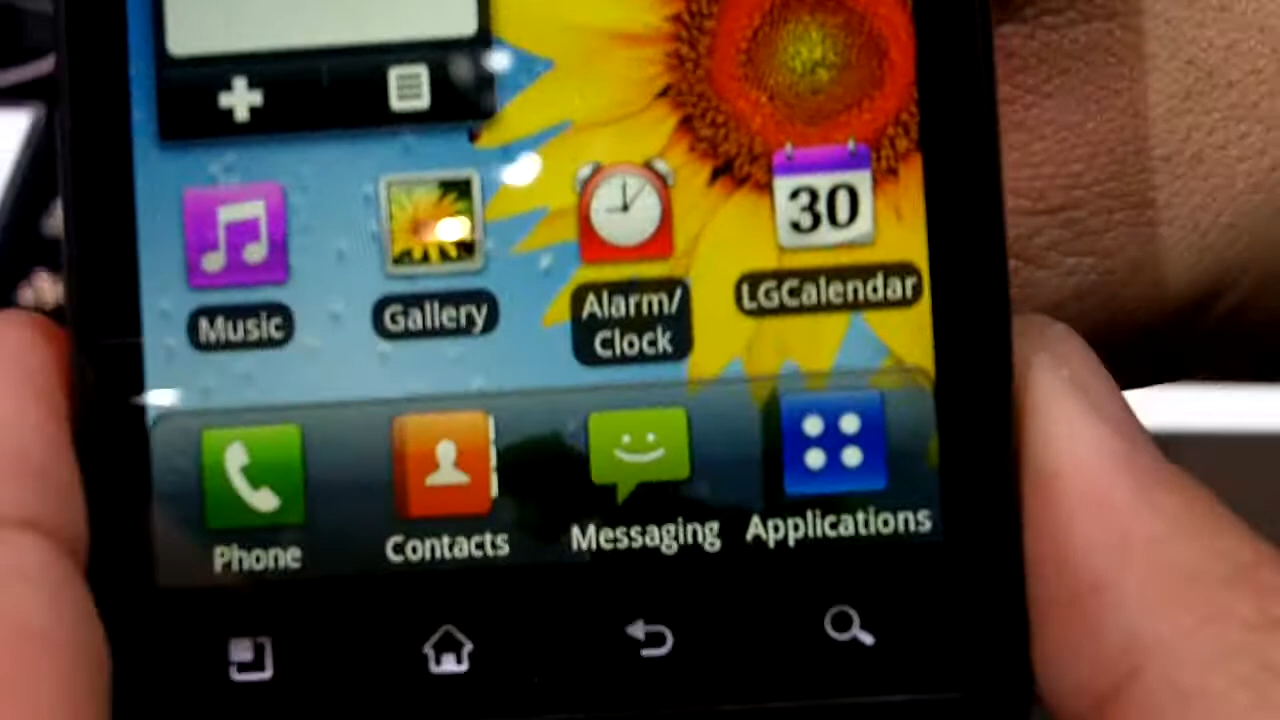 30
Music
Gallery
Alarm/
Clock
LGCalendar
Phone
Contacts
Messaging
Applications